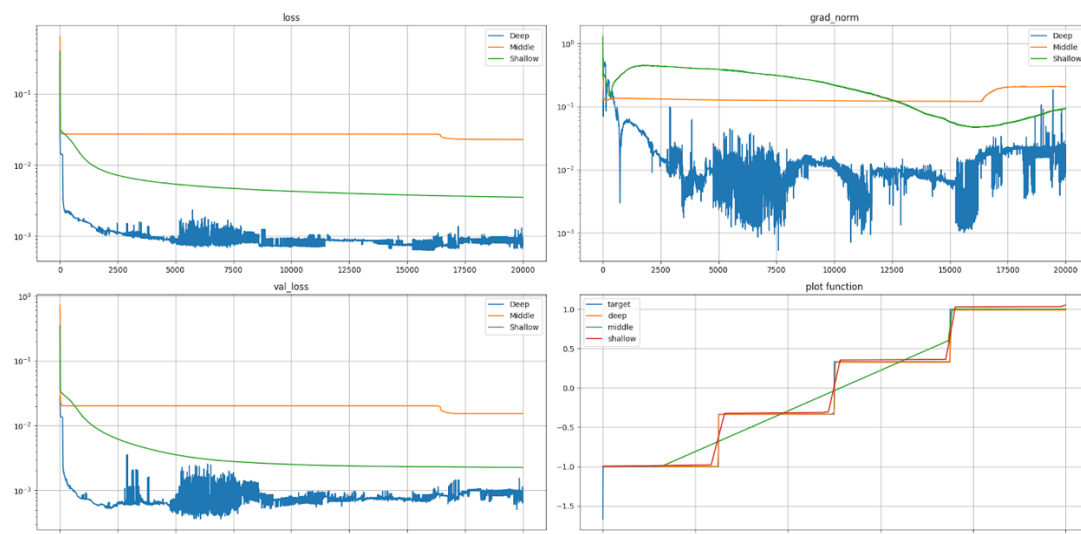 loss
10⁻¹
10⁻²
10⁻³
0 2500 5000 7500 10000 12500 15000 17500 20000
Deep
Middle
Shallow
grad_norm
10⁰
10⁻¹
10⁻²
10⁻³
0 2500 5000 7500 10000 12500 15000 17500 20000
Deep
Middle
Shallow
val_loss
10⁰
10⁻¹
10⁻²
10⁻³
Deep
Middle
Shallow
plot function
1.0
0.5
0.0
−0.5
−1.0
−1.5
target
deep
middle
shallow